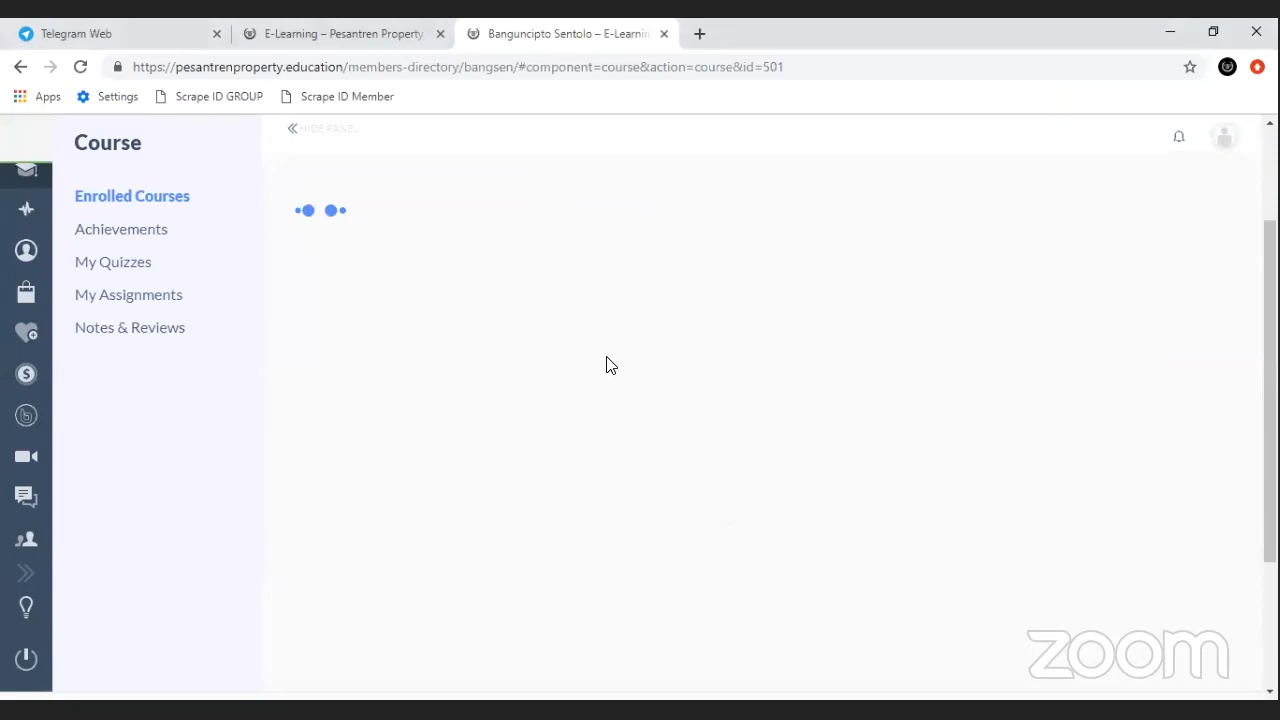 Telegram Web
E-Learning – Pesantren Property
Banguncipto Sentolo – E-Learnin
https://pesantrenproperty.education/members-directory/bangsen/#component=course&action=course&id=501
Apps
Settings
Scrape ID GROUP
Scrape ID Member
Course
HIDE PANEL
Enrolled Courses
Achievements
My Quizzes
My Assignments
Notes & Reviews
zoom